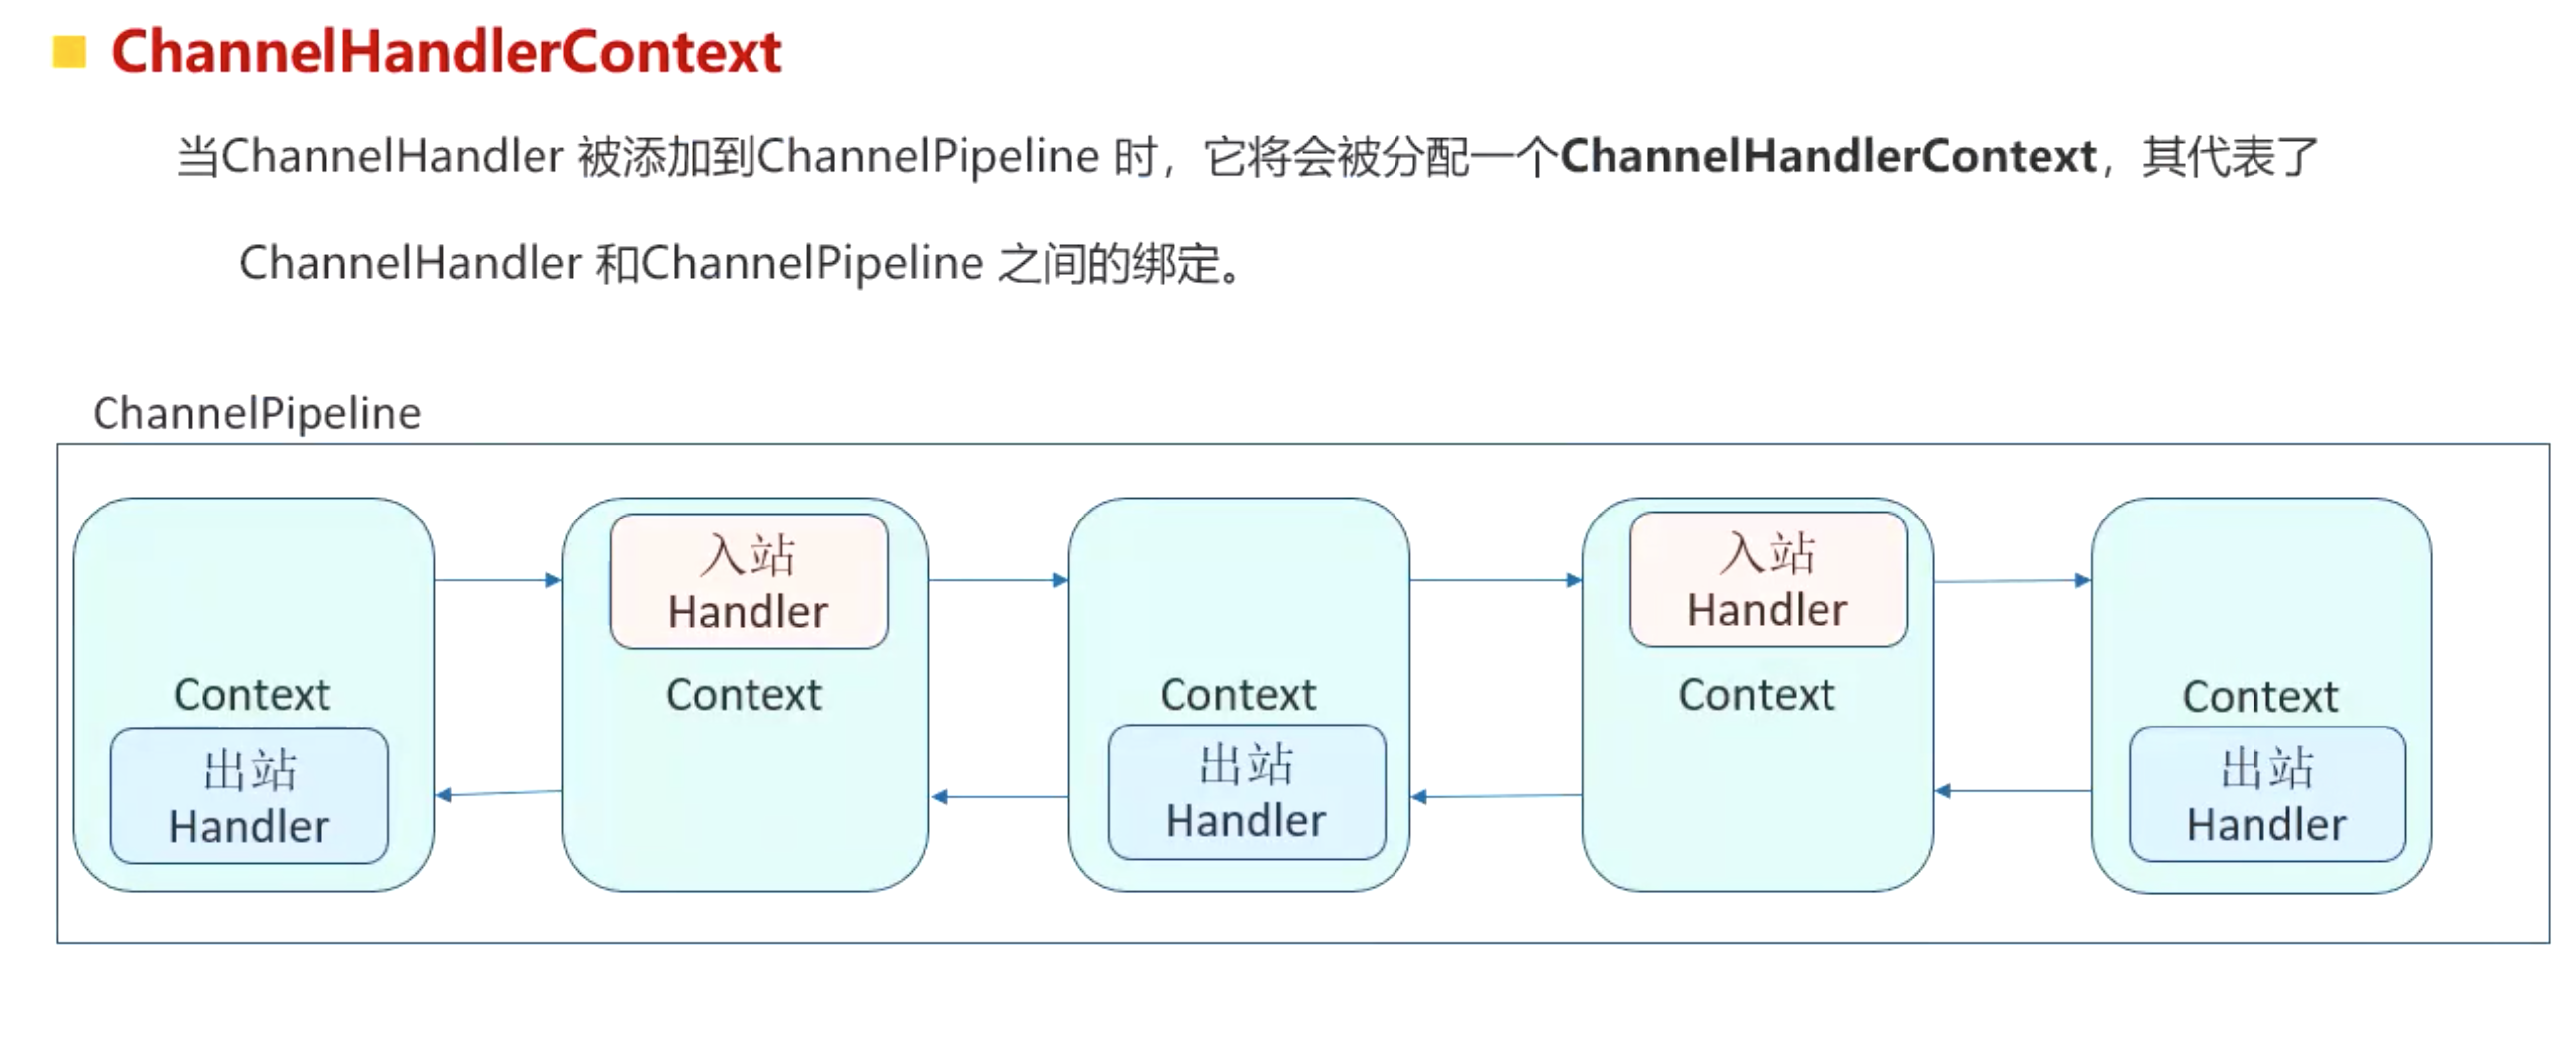 ChannelHandlerContext
当ChannelHandler 被添加到ChannelPipeline 时，它将会被分配一个ChannelHandlerContext，其代表了
ChannelHandler 和ChannelPipeline 之间的绑定。
ChannelPipeline
Context
出站
Handler
入站
Handler
Context
Context
出站
Handler
入站
Handler
Context
Context
出站
Handler